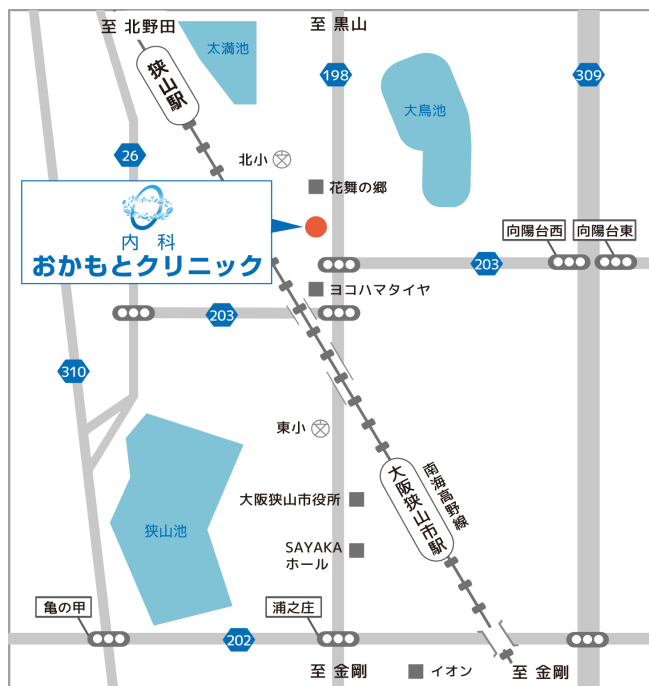 至 北野田
至 黒山
太満池
狭山駅
198
309
大鳥池
26
北小
花舞の郷
内 科
おかもとクリニック
向陽台西
向陽台東
203
ヨコハマタイヤ
203
310
東小
大阪狭山市駅
南海高野線
大阪狭山市役所
狭山池
SAYAKA
ホール
亀の甲
浦之庄
202
至 金剛
イオン
至 金剛